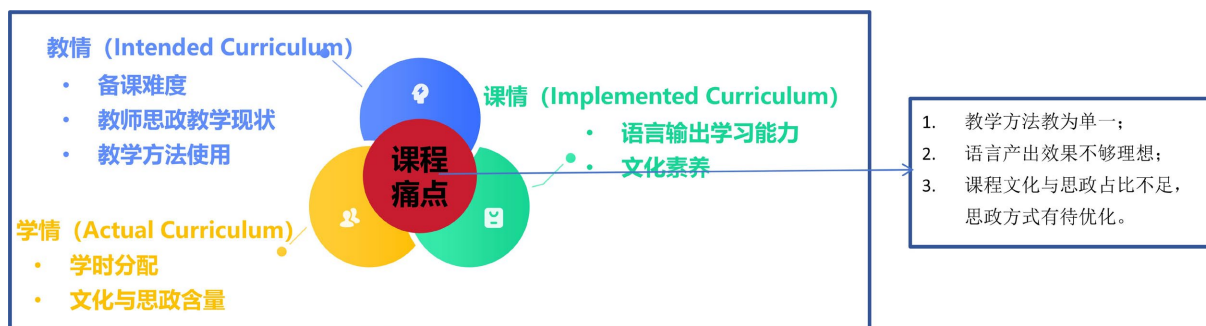 教情（Intended Curriculum）
• 备课难度
• 教师思政教学现状
• 教学方法使用
课情（Implemented Curriculum）
• 语言输出学习能力
• 文化素养
课程
痛点
学情（Actual Curriculum）
• 学时分配
• 文化与思政含量
1. 教学方法教为单一；
2. 语言产出效果不够理想；
3. 课程文化与思政占比不足，
思政方式有待优化。